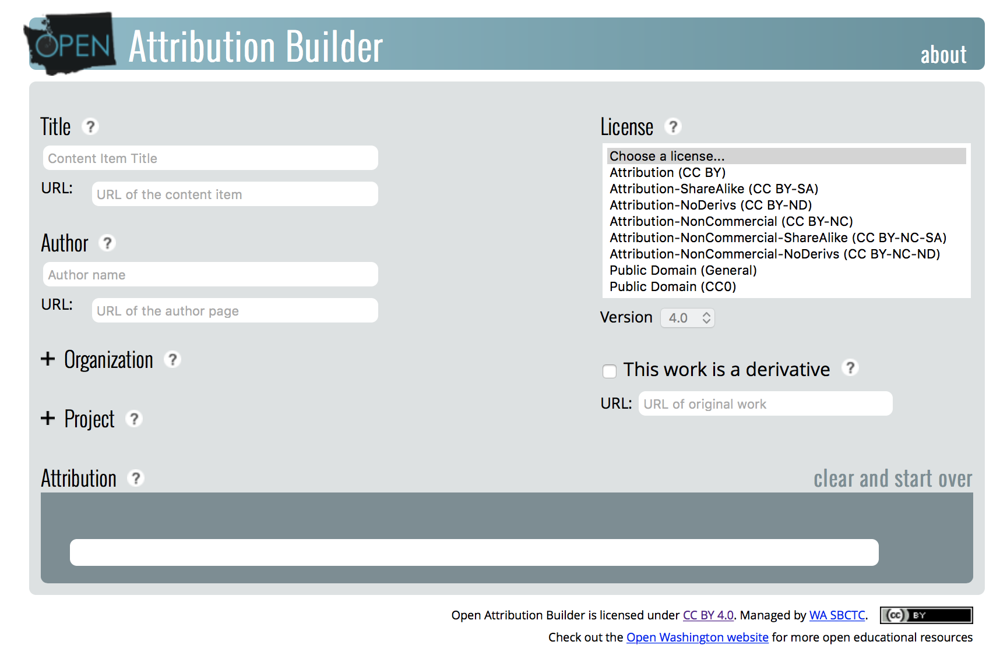 OPEN Attribution Builder
about
Title ?
Content Item Title
URL: URL of the content item
Author ?
Author name
URL: URL of the author page
+ Organization ?
+ Project ?
License ?
Choose a license...
Attribution (CC BY)
Attribution-ShareAlike (CC BY-SA)
Attribution-NoDerivs (CC BY-ND)
Attribution-NonCommercial (CC BY-NC)
Attribution-NonCommercial-ShareAlike (CC BY-NC-SA)
Attribution-NonCommercial-NoDerivs (CC BY-NC-ND)
Public Domain (General)
Public Domain (CC0)
Version 4.0
This work is a derivative ?
URL: URL of original work
Attribution ?
clear and start over
Open Attribution Builder is licensed under CC BY 4.0. Managed by WA SBCTC. cc BY
Check out the Open Washington website for more open educational resources